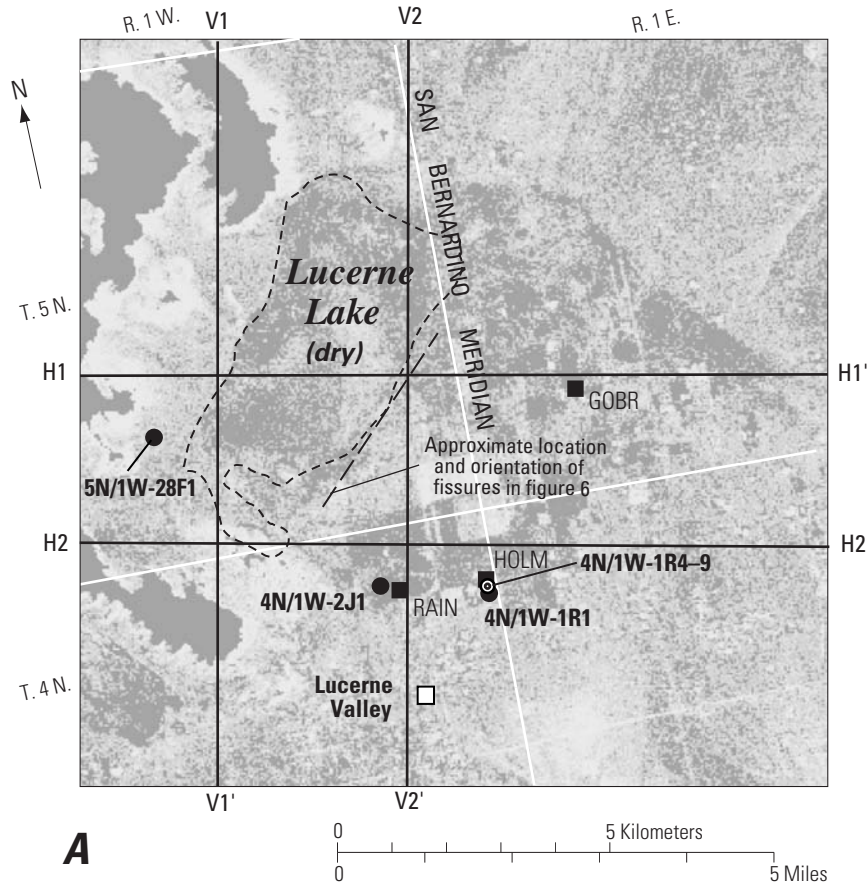 R. 1 W.
V1
V2
R. 1 E.
N
SAN BERNARDINO MERIDIAN
Lucerne
Lake
(dry)
T. 5 N.
H1
H1'
GOBR
Approximate location
and orientation of
fissures in figure 6
5N/1W-28F1
H2
H2
HOLM
4N/1W-1R4–9
4N/1W-2J1
RAIN
4N/1W-1R1
T. 4 N.
Lucerne
Valley
V1'
V2'
A
0
5 Kilometers
0
5 Miles